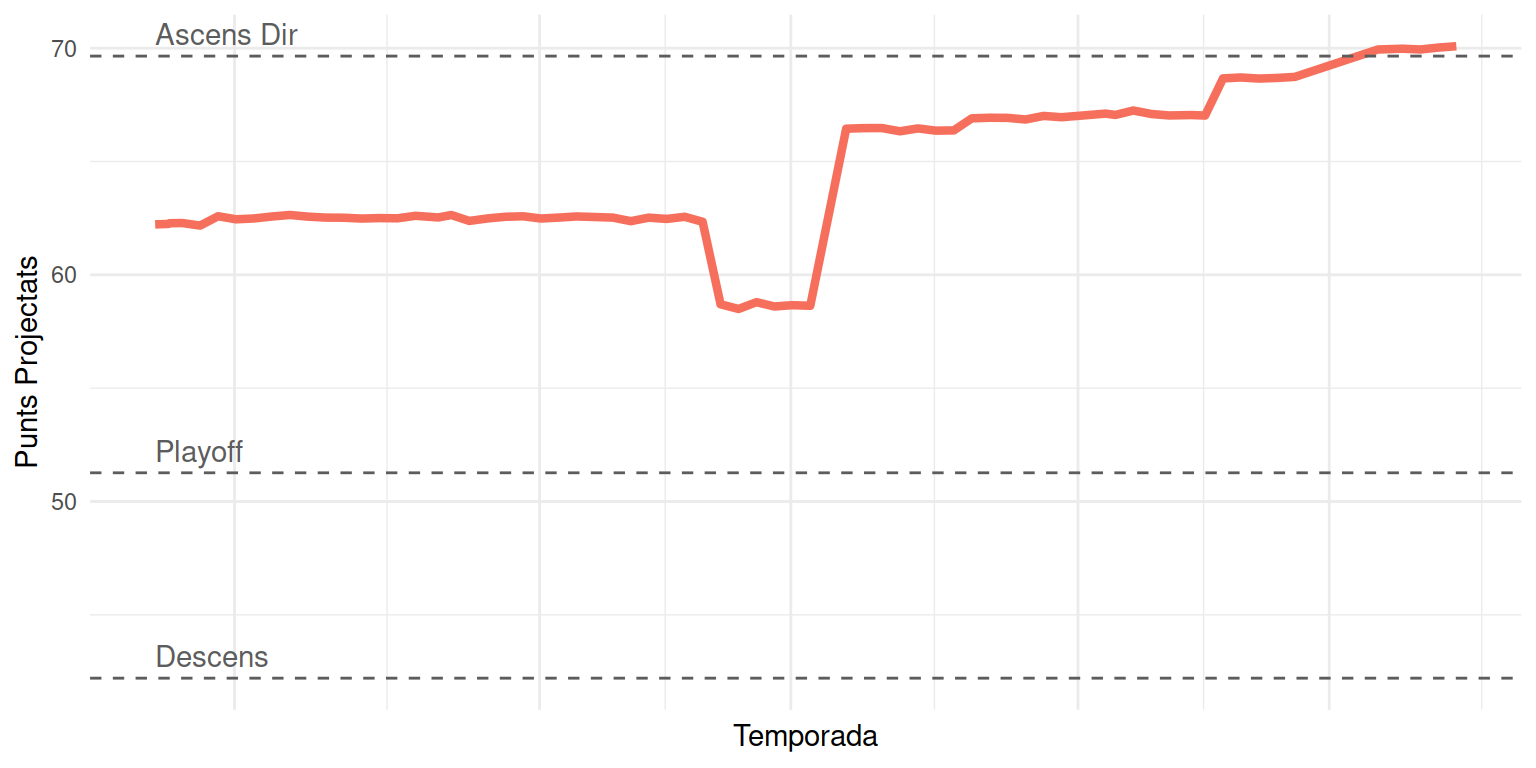 Ascens Dir
70
60
Playoff
50
Descens
Punts Projectats
Temporada